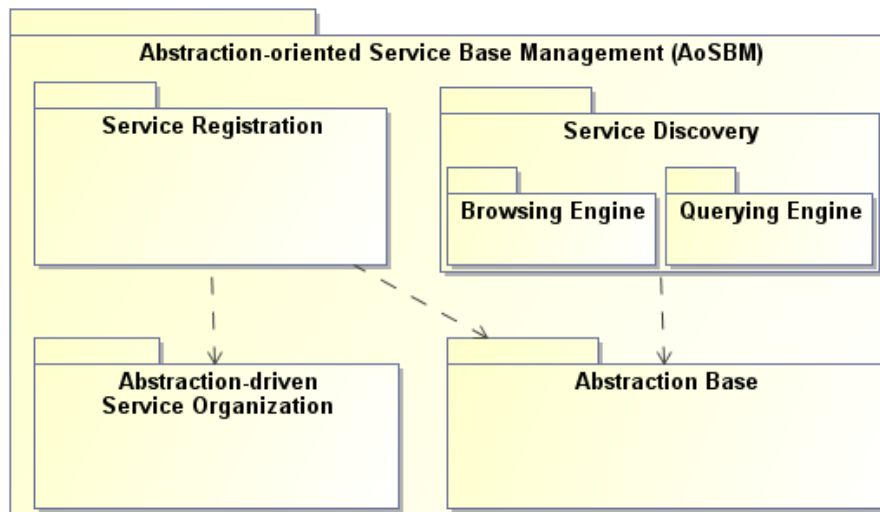 Abstraction-oriented Service Base Management (AoSBM)
Service Registration
Service Discovery
Browsing Engine
Querying Engine
Abstraction-driven
Service Organization
Abstraction Base